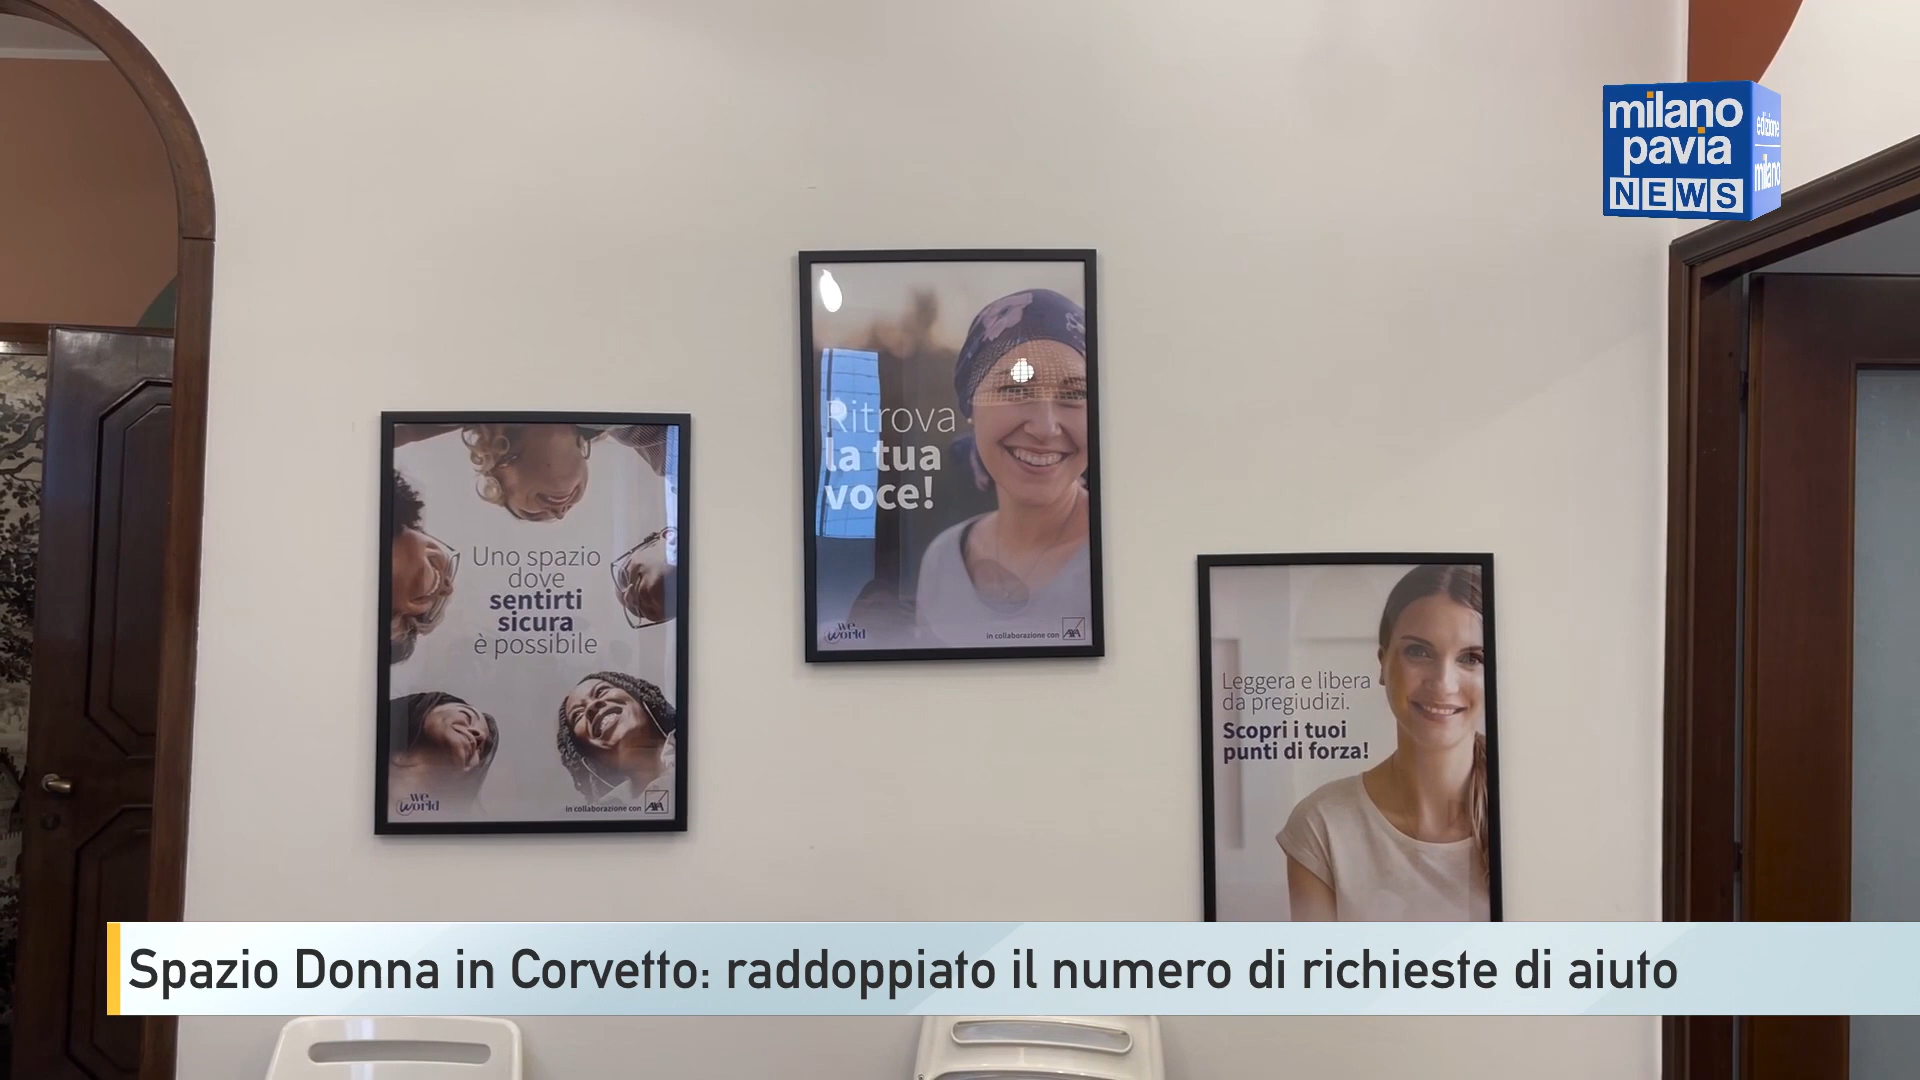 milano
pavia
NEWS
edizione
milano
Ritrova
la tua
voce!
we
world
in collaborazione con
AXA
Uno spazio
dove
sentirti
sicura
è possibile
we
world
in collaborazione con
AXA
Leggera e libera
da pregiudizi.
Scopri i tuoi
punti di forza!
Spazio Donna in Corvetto: raddoppiato il numero di richieste di aiuto